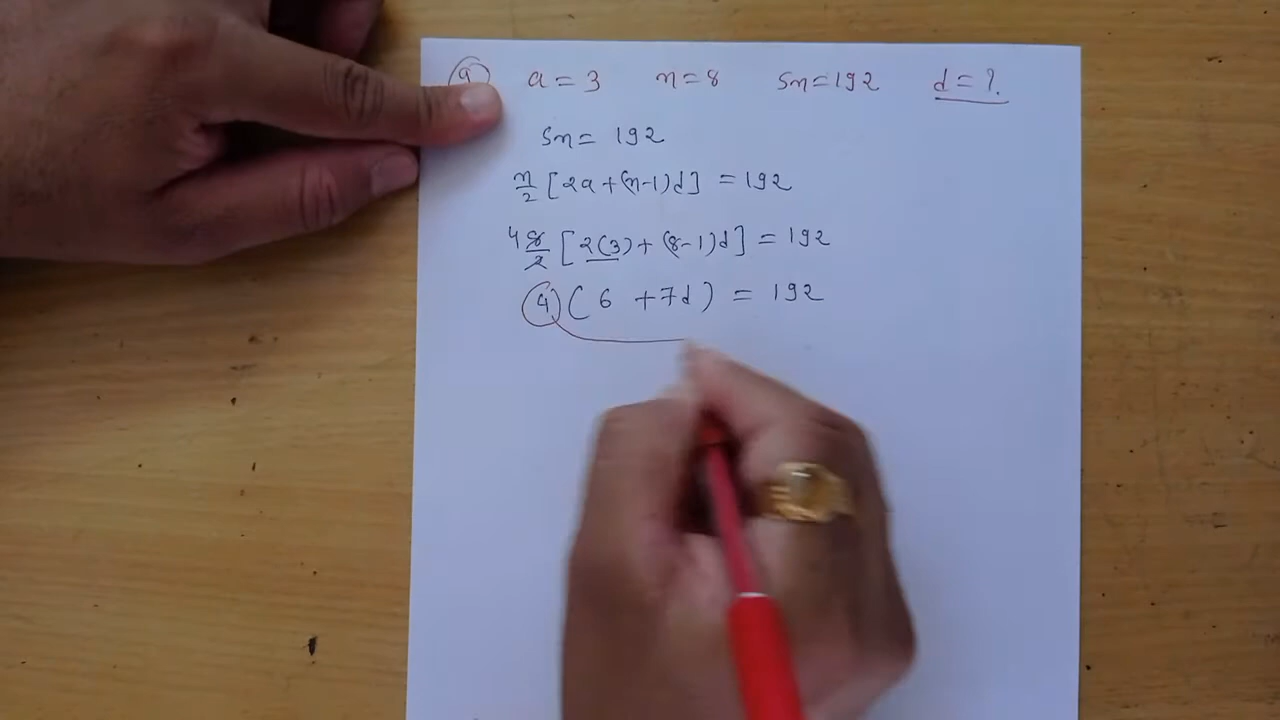 a = 3 n = 8 Sn = 192 d = ?
Sn = 192
n/2 [2a + (n-1)d] = 192
4 8/2 [2(3) + (8-1)d] = 192
4 (6 + 7d) = 192